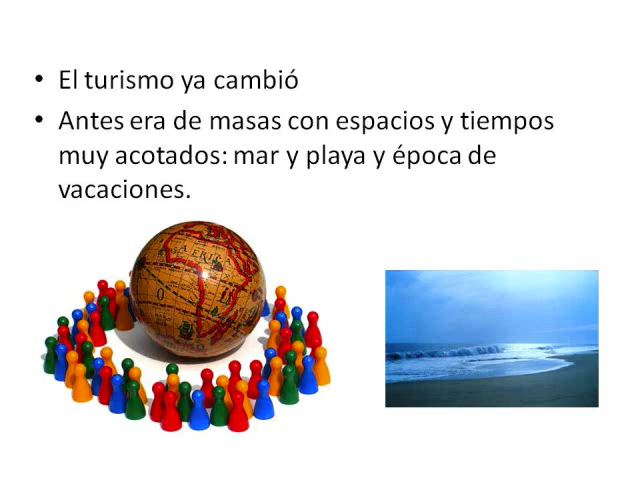 • El turismo ya cambió
• Antes era de masas con espacios y tiempos
muy acotados: mar y playa y época de
vacaciones.